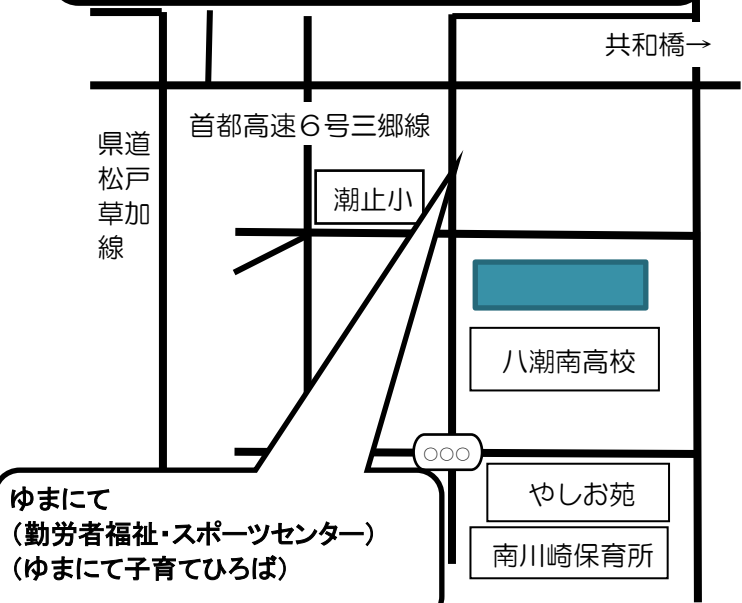 共和橋→
首都高速6号三郷線
県道
松戸
草加
線
潮止小
八潮南高校
○○○
やしお苑
南川崎保育所
ゆまにて
（勤労者福祉・スポーツセンター）
（ゆまにて子育てひろば）